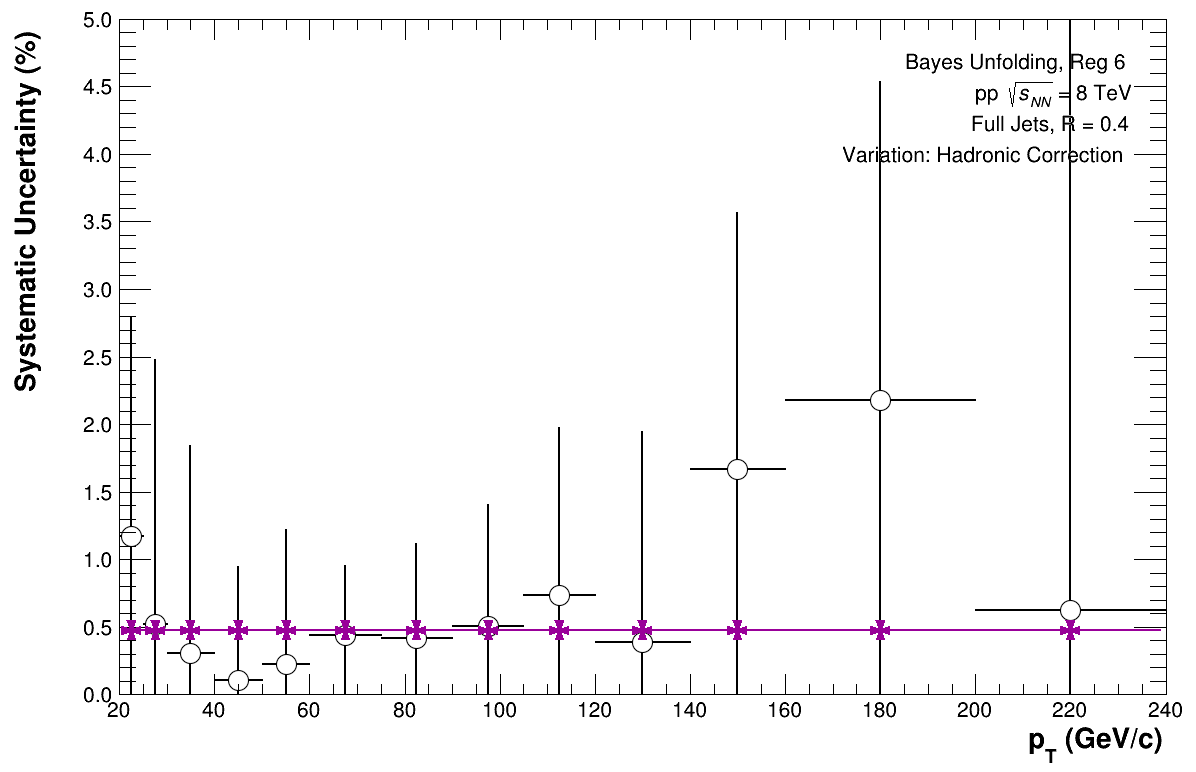 Systematic Uncertainty (%)
5.0
4.5
4.0
3.5
3.0
2.5
2.0
1.5
1.0
0.5
0.0
Bayes Unfolding, Reg 6
pp √s_NN = 8 TeV
Full Jets, R = 0.4
Variation: Hadronic Correction
20 40 60 80 100 120 140 160 180 200 220 240
p_T (GeV/c)